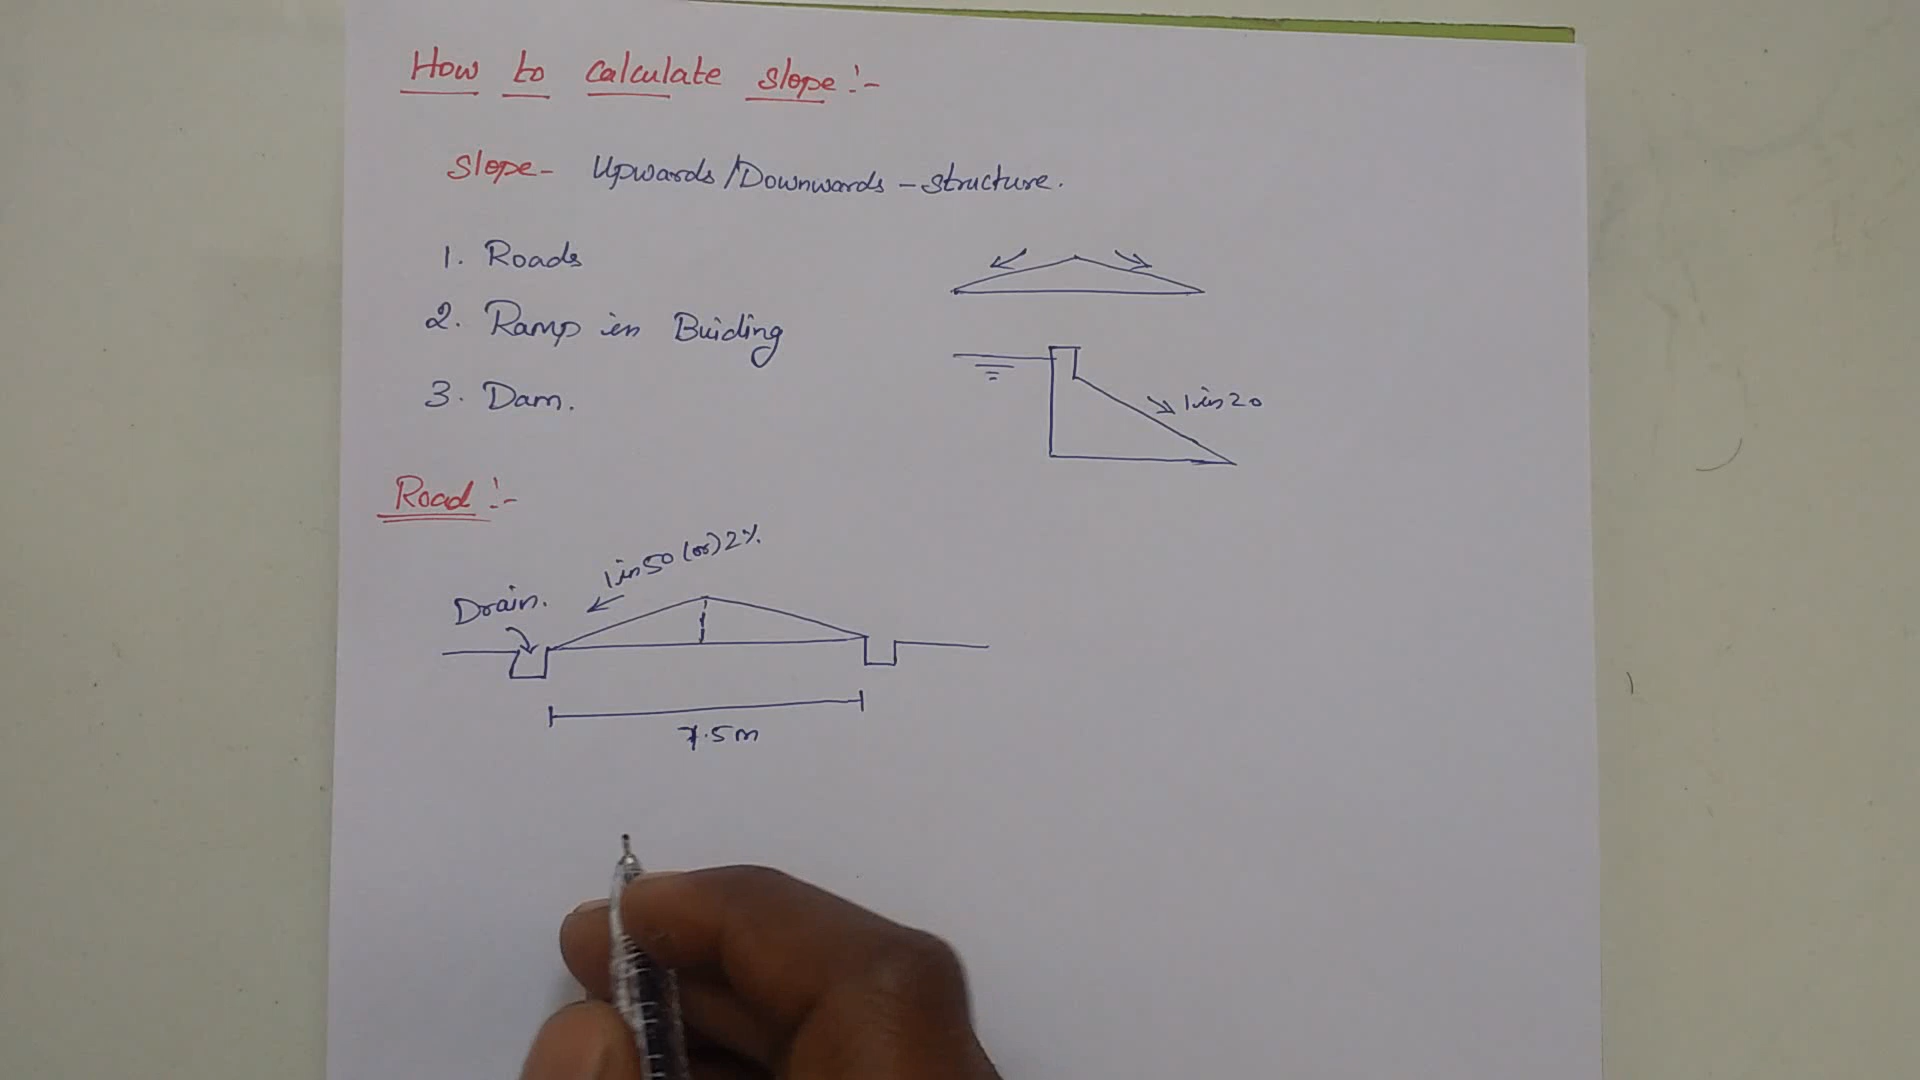 How to calculate slope:-
Slope- Upwards/Downwards - structure.
1. Roads
2. Ramp in Buiding
3. Dam.
1 in 20
Road:-
1 in 50 (or) 2%.
Drain.
7.5m